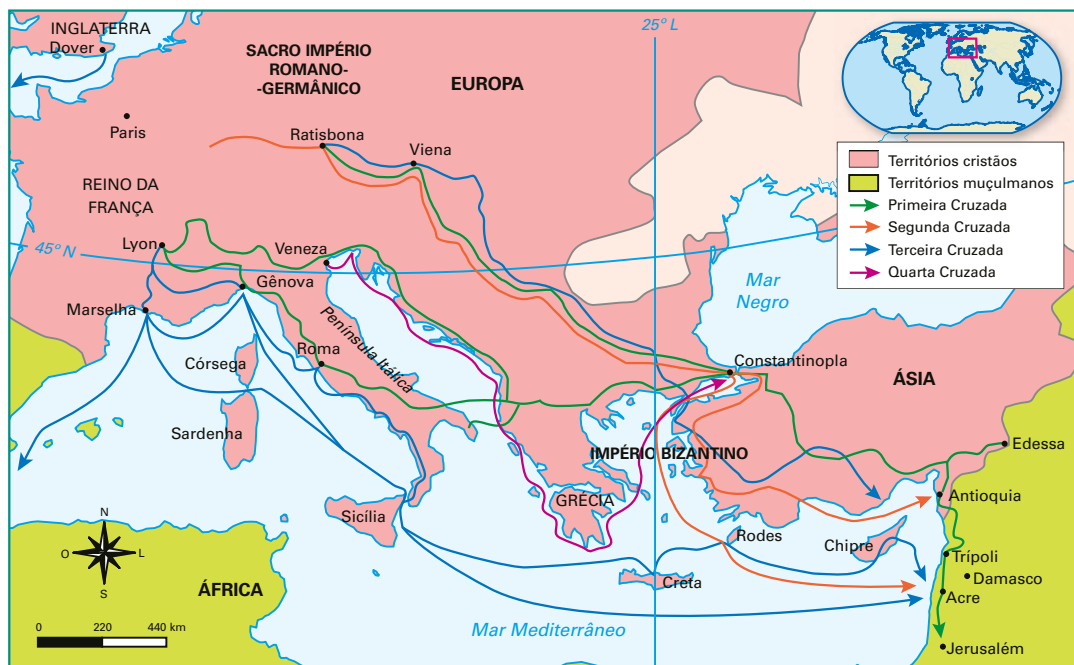 INGLATERRA
Dover
SACRO IMPÉRIO
ROMANO-
-GERMÂNICO
EUROPA
25º L
Paris
Ratisbona
Viena
REINO DA
FRANÇA
Territórios cristãos
Territórios muçulmanos
Primeira Cruzada
Segunda Cruzada
Terceira Cruzada
Quarta Cruzada
45º N
Lyon
Veneza
Gênova
Marselha
Mar
Negro
Península Itálica
Córsega
Roma
Constantinopla
ÁSIA
Sardenha
IMPÉRIO BIZANTINO
Edessa
GRÉCIA
Antioquia
Sicília
Rodes
Chipre
Trípoli
Damasco
Creta
Acre
N
O
L
S
ÁFRICA
Mar Mediterrâneo
Jerusalém
0 220 440 km